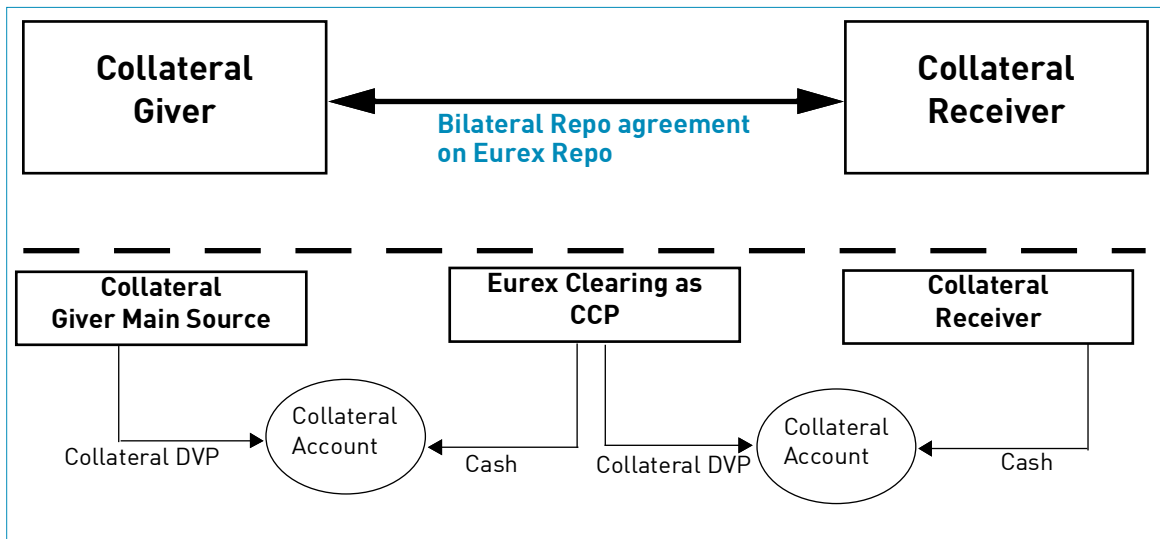 Collateral
Giver
Collateral
Receiver
Bilateral Repo agreement
on Eurex Repo
Collateral
Giver Main Source
Eurex Clearing as
CCP
Collateral
Receiver
Collateral
Account
Collateral
Account
Collateral DVP
Cash
Collateral DVP
Cash